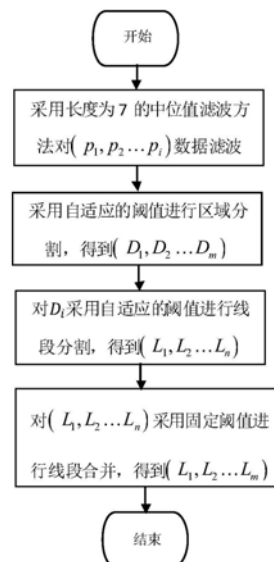 开始
采用长度为 7 的中位值滤波方
法对( p₁, p₂ … pᵢ ) 数据滤波
采用自适应的阈值进行区域分
割，得到( D₁, D₂ … Dₘ )
对Dᵢ采用自适应的阈值进行线
段分割，得到( L₁, L₂ … Lₙ )
对( L₁, L₂ … Lₙ ) 采用固定阈值进
行线段合并，得到( L₁, L₂ … Lₘ )
结束